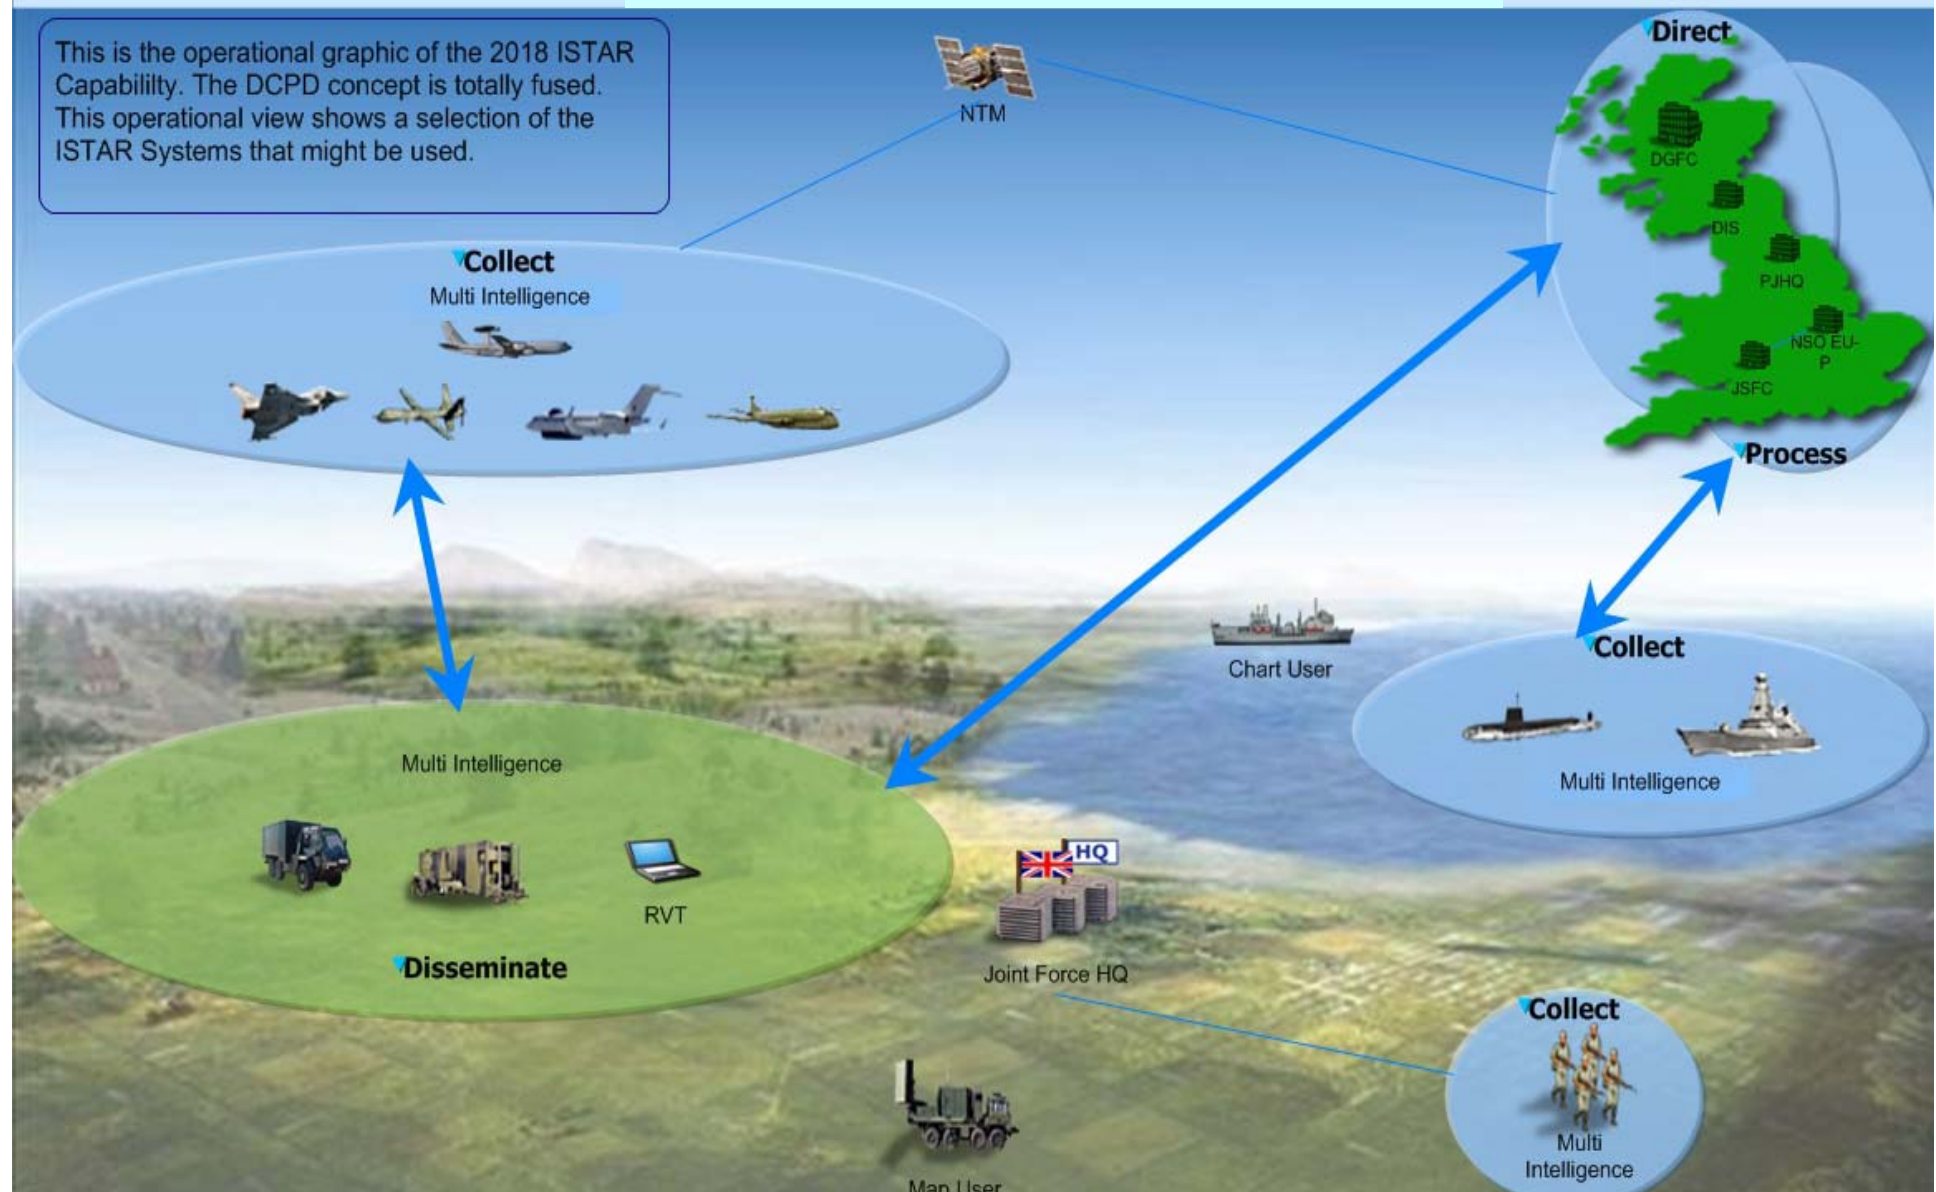 This is the operational graphic of the 2018 ISTAR
Capabililty. The DCPD concept is totally fused.
This operational view shows a selection of the
ISTAR Systems that might be used.
NTM
Direct
DGFC
DIS
PJHQ
NSO EU-
P
JSFC
Process
Collect
Multi Intelligence
Chart User
Collect
Multi Intelligence
Multi Intelligence
RVT
Disseminate
HQ
Joint Force HQ
Collect
Multi
Intelligence
Map User